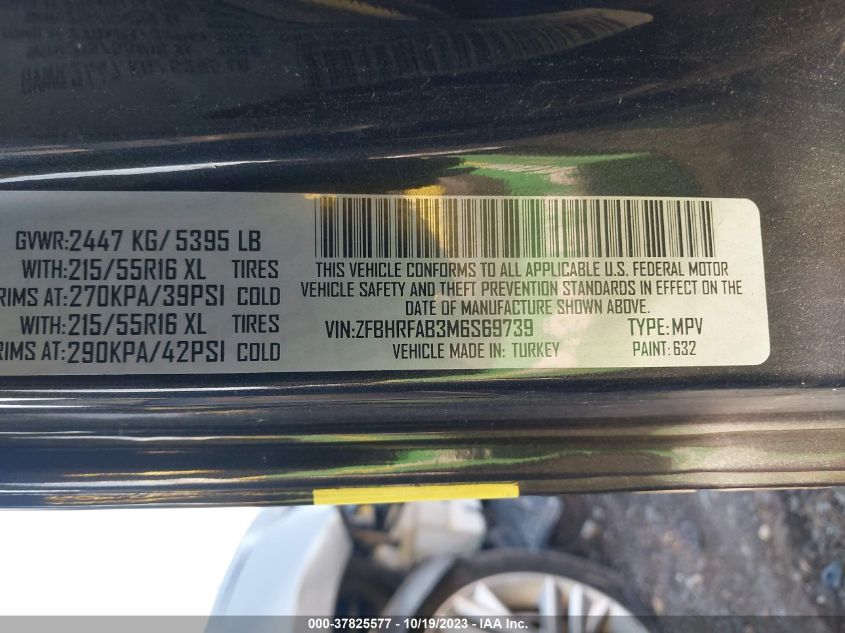 GVWR:2447 KG/ 5395 LB
WITH:215/55R16 XL TIRES
RIMS AT:270KPA/39PSI COLD
WITH:215/55R16 XL TIRES
RIMS AT:290KPA/42PSI COLD
THIS VEHICLE CONFORMS TO ALL APPLICABLE U.S. FEDERAL MOTOR
VEHICLE SAFETY AND THEFT PREVENTION STANDARDS IN EFFECT ON THE
DATE OF MANUFACTURE SHOWN ABOVE.
VIN:ZFBHRFAB3M6S69739 TYPE:MPV
VEHICLE MADE IN: TURKEY PAINT: 632
000-37825577 - 10/19/2023 - IAA Inc.